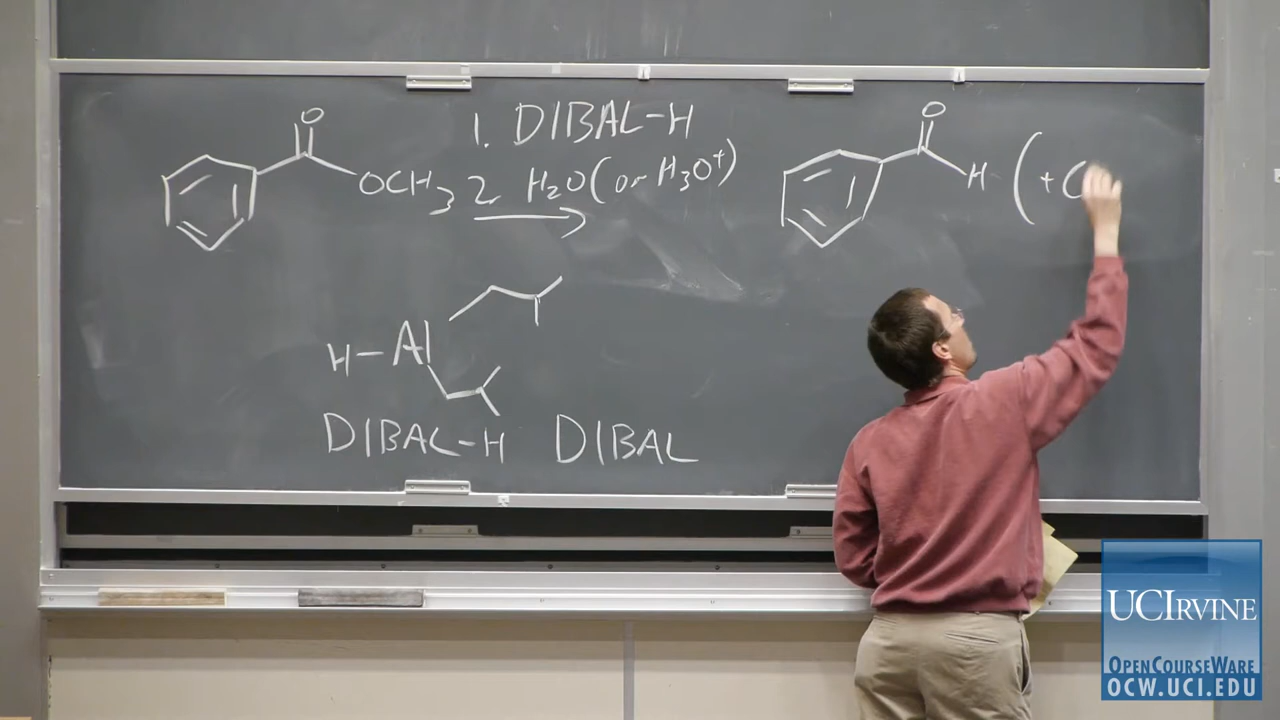 O
1. DIBAL-H
OCH3
2. H2O (or H3O+)
O
H
(+ C
H-Al
DIBAL-H DIBAL
UCIRVINE
OPENCOURSEWARE
OCW.UCI.EDU